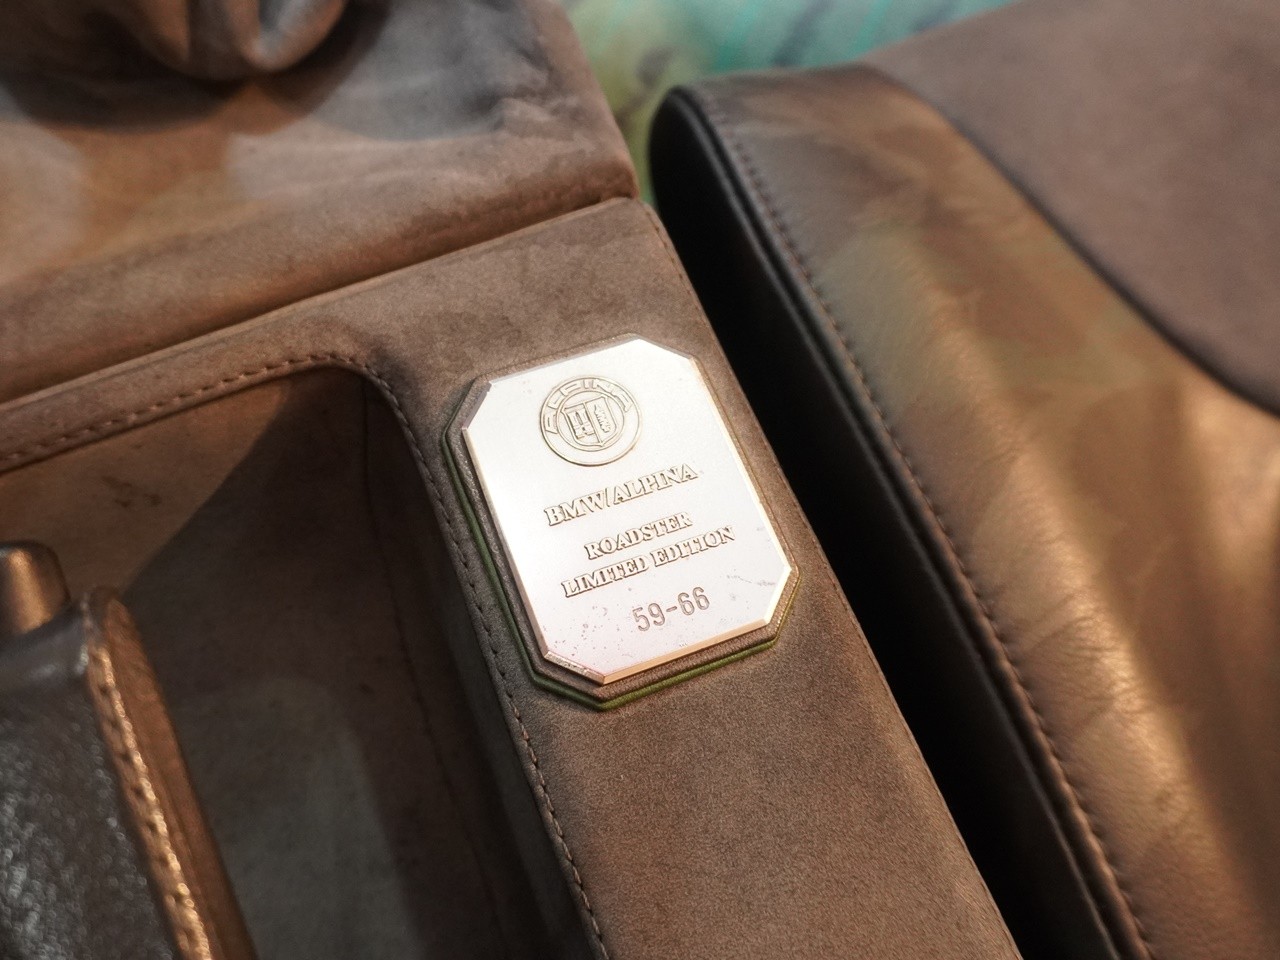 ALPINA
BMW/ALPINA
ROADSTER
LIMITED EDITION
59-66